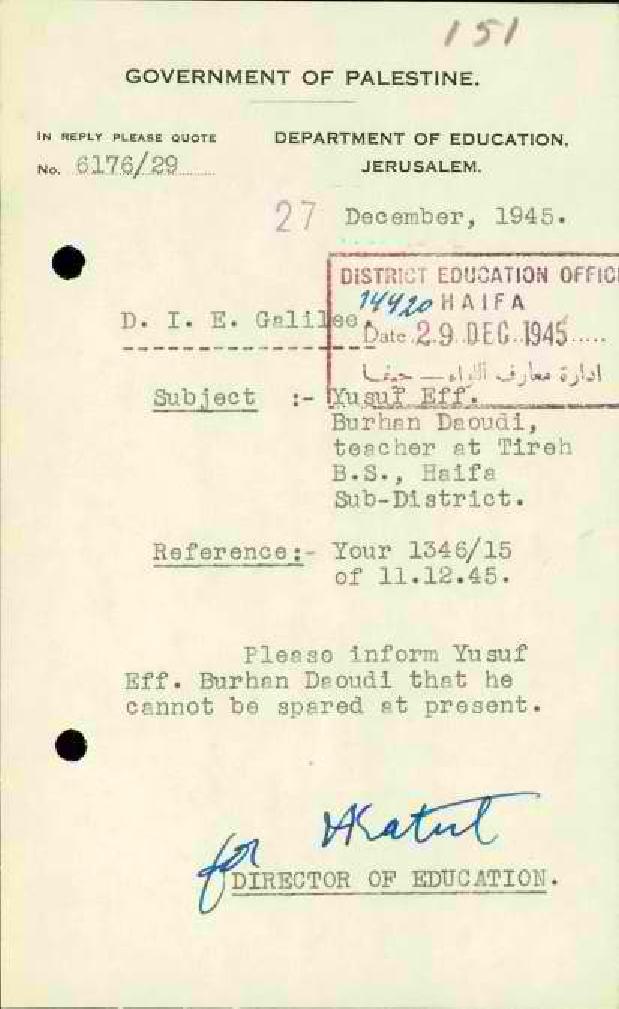 151
GOVERNMENT OF PALESTINE.
IN REPLY PLEASE QUOTE
No. 6176/29
DEPARTMENT OF EDUCATION,
JERUSALEM.
27 December, 1945.
DISTRICT EDUCATION OFFIC
14420 HAIFA
Date 29 DEC 1945
ادارة معارف اللواء — حيفا
D. I. E. Galilee.
Subject :- Yusuf Eff.
Burhan Daoudi,
teacher at Tireh
B.S., Haifa
Sub-District.
Reference:- Your 1346/15
of 11.12.45.
Please inform Yusuf
Eff. Burhan Daoudi that he
cannot be spared at present.
for
DIRECTOR OF EDUCATION.